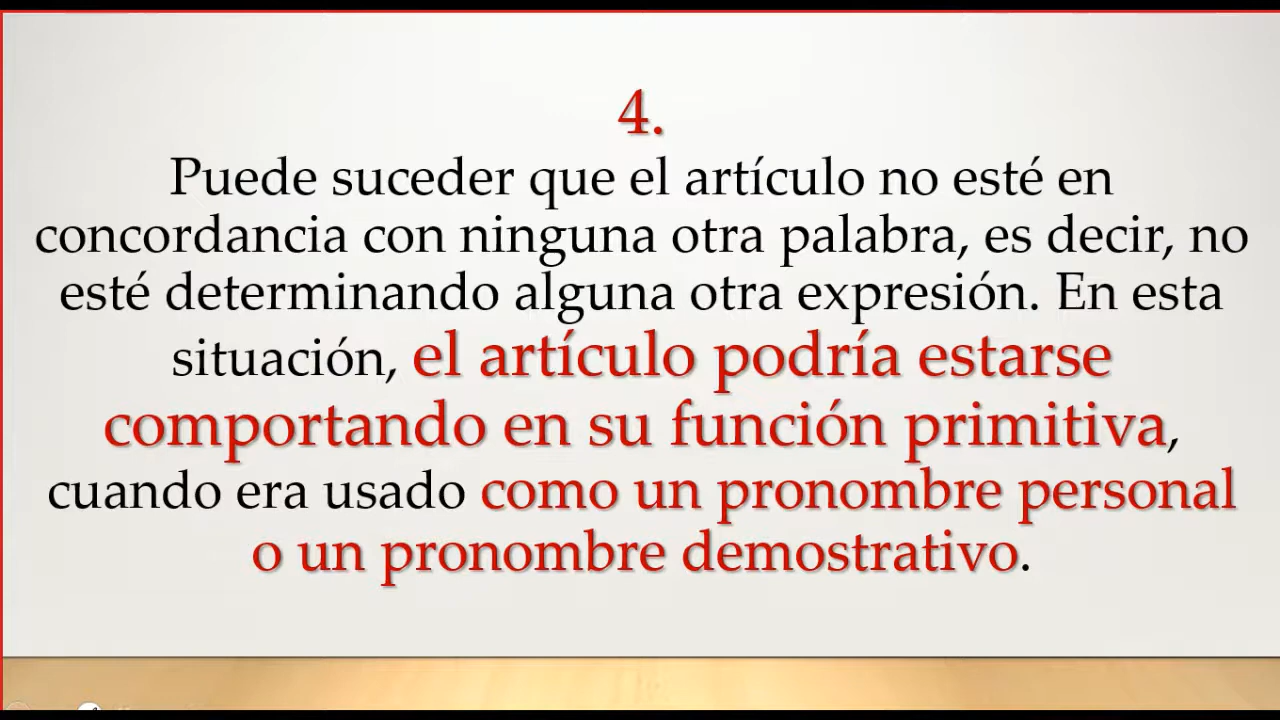 4.
Puede suceder que el artículo no esté en
concordancia con ninguna otra palabra, es decir, no
esté determinando alguna otra expresión. En esta
situación, el artículo podría estarse
comportando en su función primitiva,
cuando era usado como un pronombre personal
o un pronombre demostrativo.